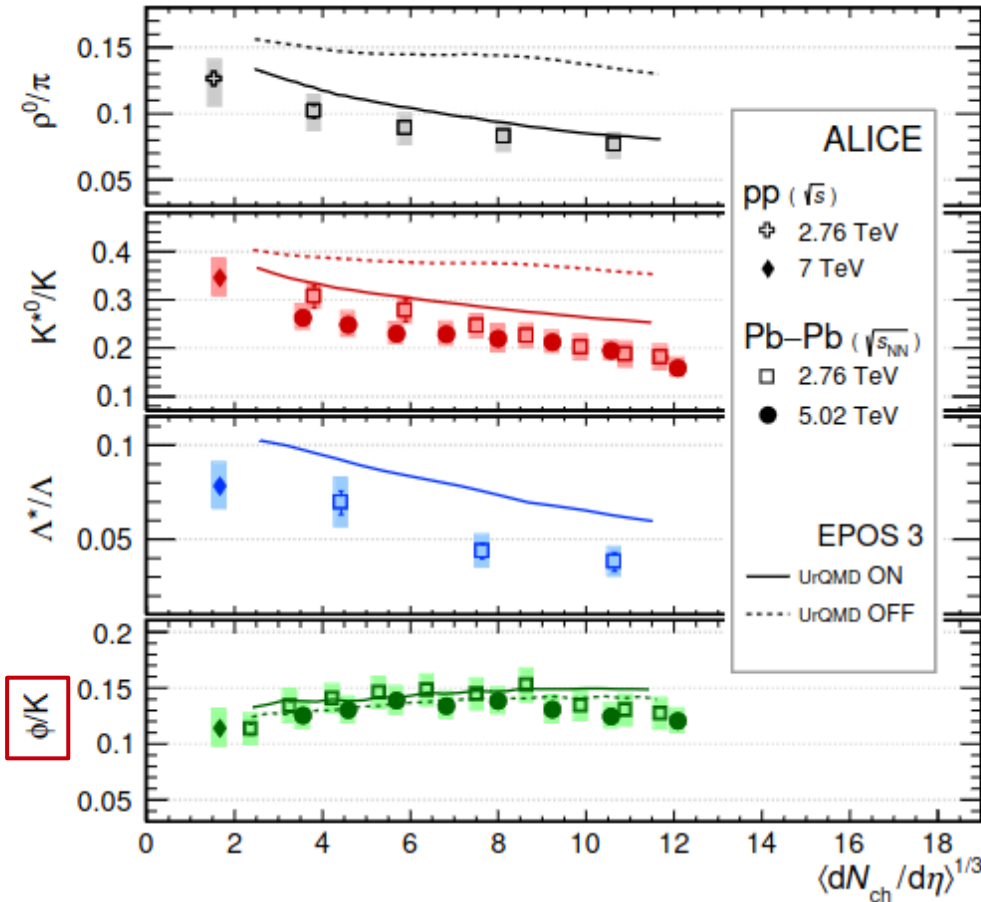 ρ⁰/π
0.15
0.1
0.05
K*⁰/K
0.4
0.3
0.2
0.1
Λ*/Λ
0.1
0.05
ϕ/K
0.2
0.15
0.1
0.05
0 2 4 6 8 10 12 14 16 18
⟨dN_ch/dη⟩^1/3
ALICE
pp (√s)
2.76 TeV
7 TeV
Pb–Pb (√s_NN)
2.76 TeV
5.02 TeV
EPOS 3
UrQMD ON
UrQMD OFF